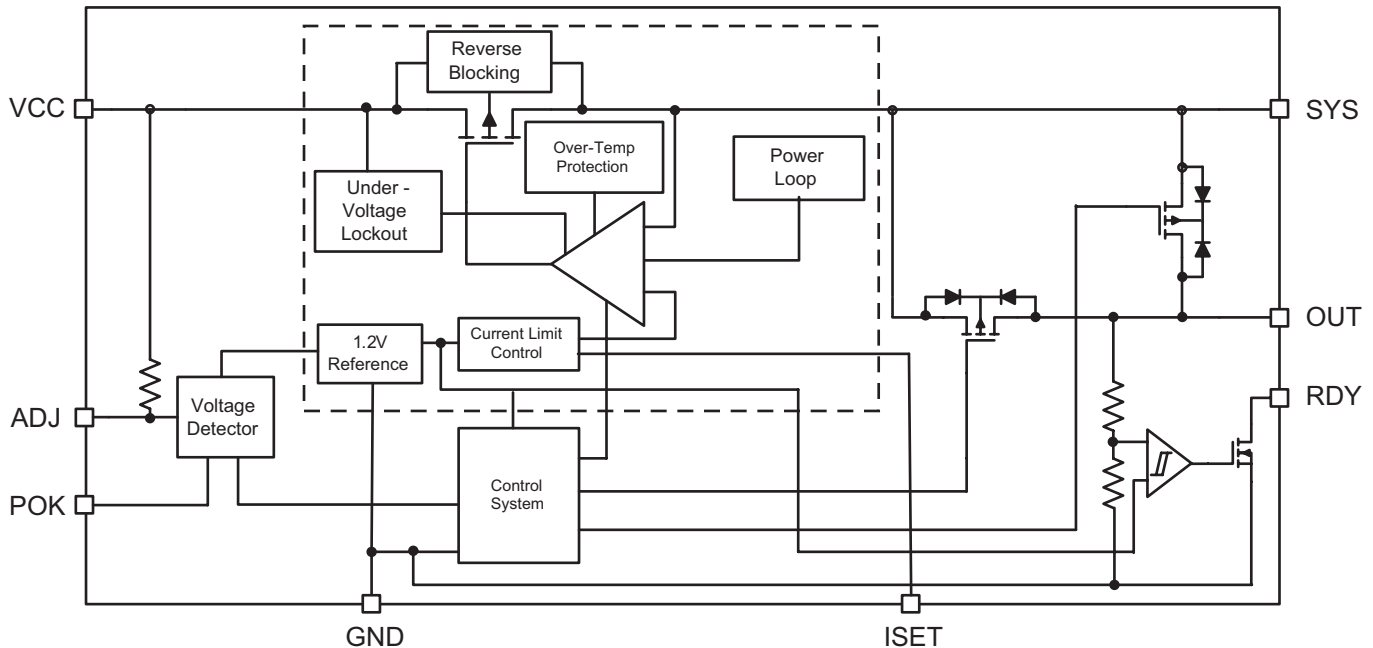 Reverse
Blocking
VCC
SYS
Over-Temp
Protection
Power
Loop
Under -
Voltage
Lockout
OUT
1.2V
Reference
Current Limit
Control
RDY
ADJ
Voltage
Detector
Control
System
POK
GND
ISET